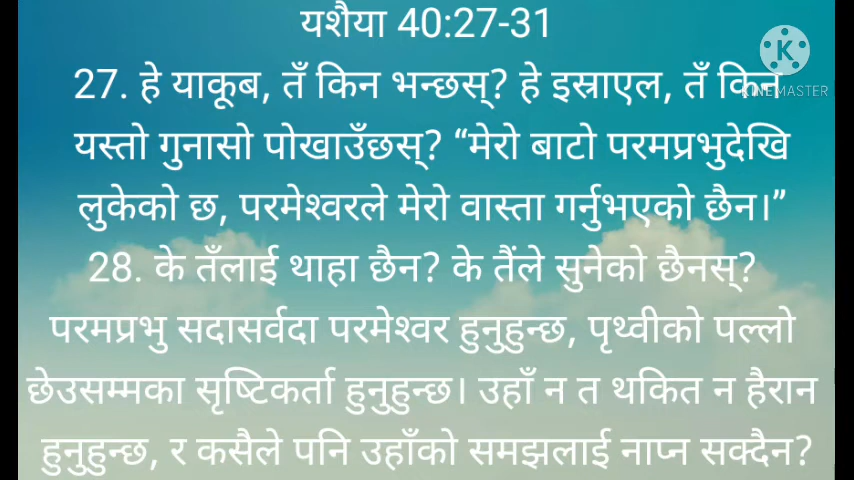 यशैया 40:27-31
27. हे याकूब, तँ किन भन्छस्? हे इस्राएल, तँ किन
यस्तो गुनासो पोखाउँछस्? “मेरो बाटो परमप्रभुदेखि
लुकेको छ, परमेश्वरले मेरो वास्ता गर्नुभएको छैन।”
28. के तँलाई थाहा छैन? के तैंले सुनेको छैनस्?
परमप्रभु सदासर्वदा परमेश्वर हुनुहुन्छ, पृथ्वीको पल्लो
छेउसम्मका सृष्टिकर्ता हुनुहुन्छ। उहाँ न त थकित न हैरान
हुनुहुन्छ, र कसैले पनि उहाँको समझलाई नाप्न सक्दैन?
K
KINEMASTER